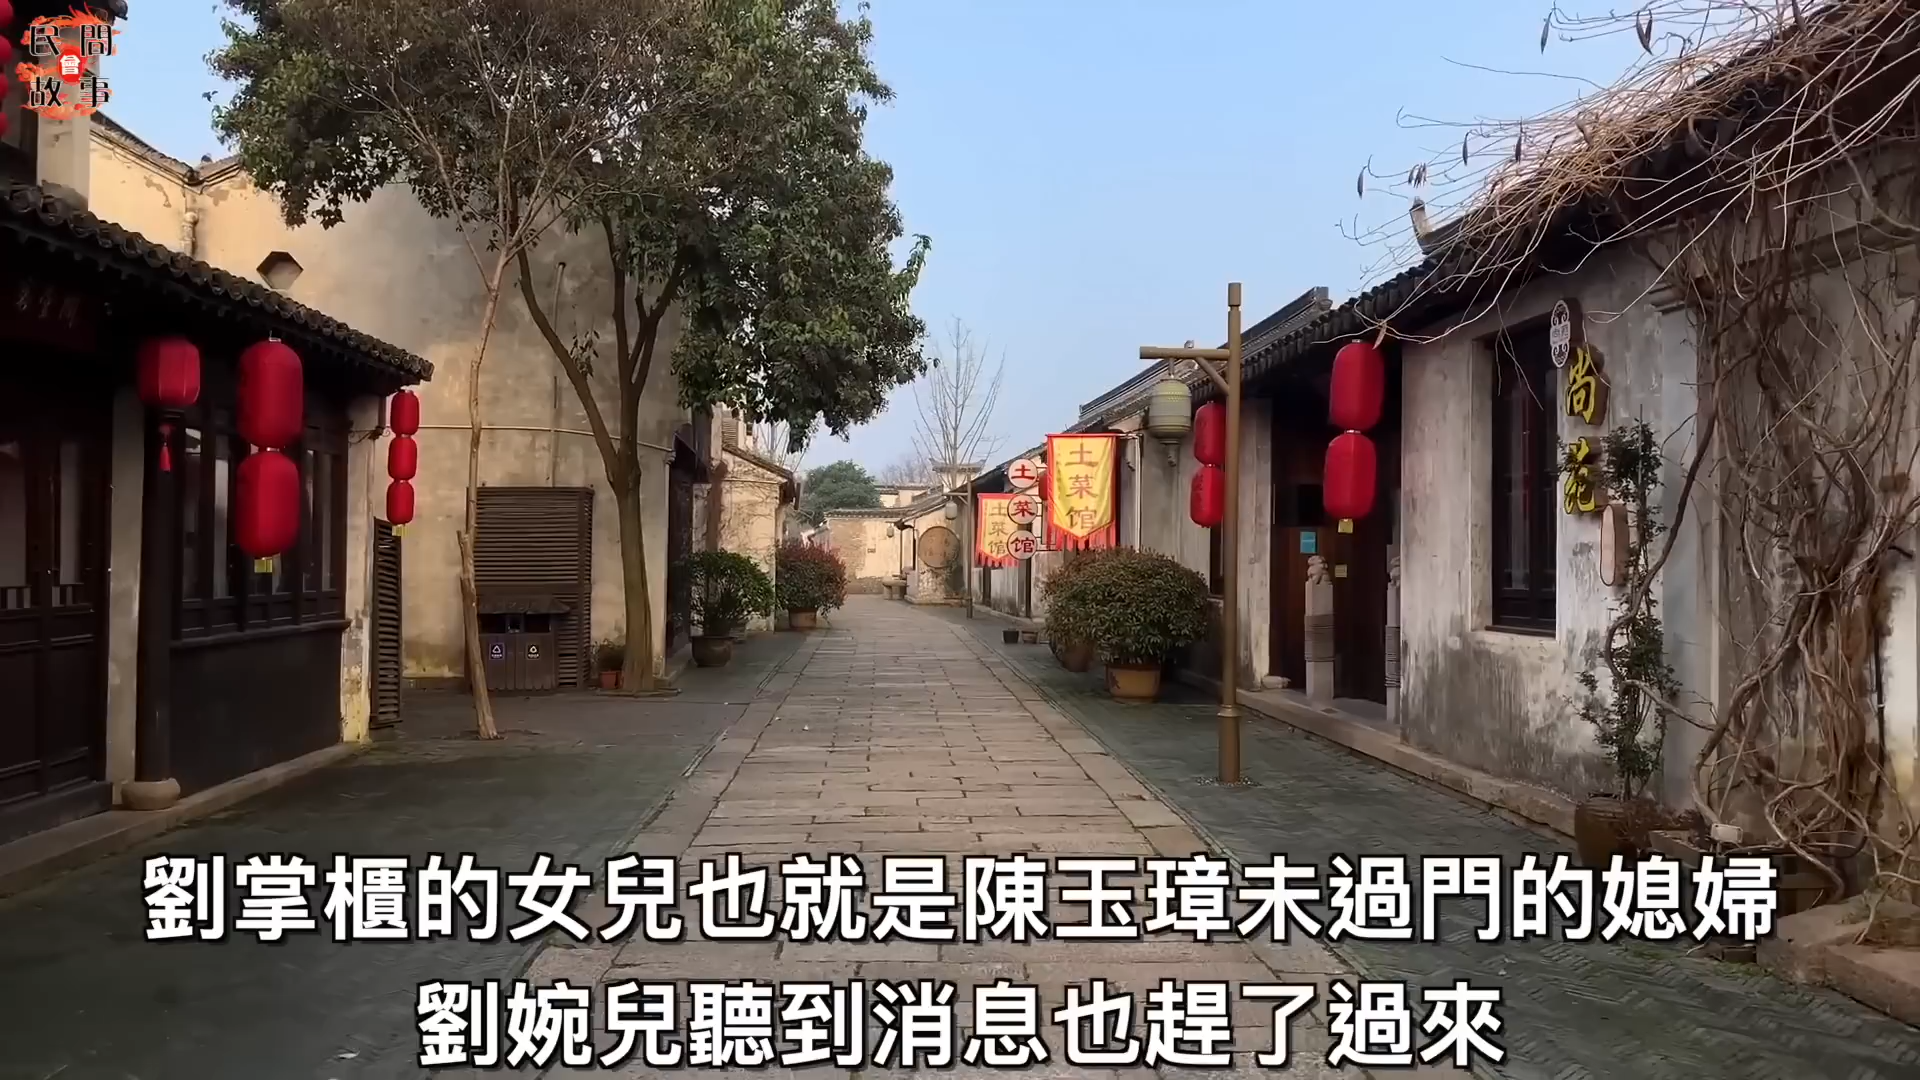 民間
會
故事
尚苑
土菜馆
土菜馆
土菜馆
劉掌櫃的女兒也就是陳玉璋未過門的媳婦
劉婉兒聽到消息也趕了過來